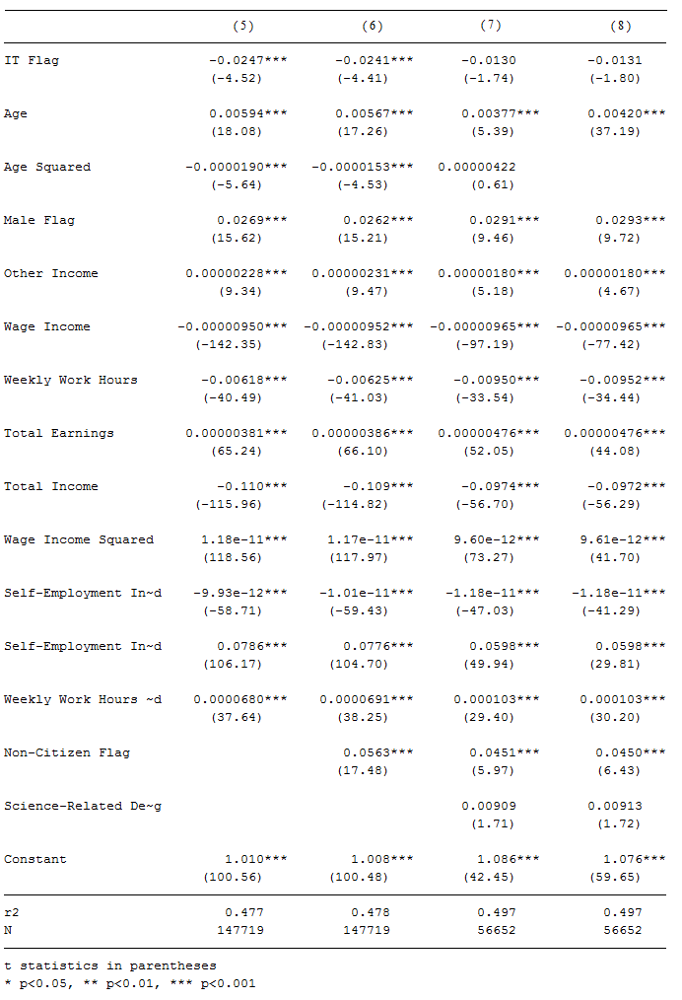 (5) (6) (7) (8)
IT Flag -0.0247*** -0.0241*** -0.0130 -0.0131
(-4.52) (-4.41) (-1.74) (-1.80)
Age 0.00594*** 0.00567*** 0.00377*** 0.00420***
(18.08) (17.26) (5.39) (37.19)
Age Squared -0.0000190*** -0.0000153*** 0.00000422
(-5.64) (-4.53) (0.61)
Male Flag 0.0269*** 0.0262*** 0.0291*** 0.0293***
(15.62) (15.21) (9.46) (9.72)
Other Income 0.00000228*** 0.00000231*** 0.00000180*** 0.00000180***
(9.34) (9.47) (5.18) (4.67)
Wage Income -0.00000950*** -0.00000952*** -0.00000965*** -0.00000965***
(-142.35) (-142.83) (-97.19) (-77.42)
Weekly Work Hours -0.00618*** -0.00625*** -0.00950*** -0.00952***
(-40.49) (-41.03) (-33.54) (-34.44)
Total Earnings 0.00000381*** 0.00000386*** 0.00000476*** 0.00000476***
(65.24) (66.10) (52.05) (44.08)
Total Income -0.110*** -0.109*** -0.0974*** -0.0972***
(-115.96) (-114.82) (-56.70) (-56.29)
Wage Income Squared 1.18e-11*** 1.17e-11*** 9.60e-12*** 9.61e-12***
(118.56) (117.97) (73.27) (41.70)
Self-Employment In~d -9.93e-12*** -1.01e-11*** -1.18e-11*** -1.18e-11***
(-58.71) (-59.43) (-47.03) (-41.29)
Self-Employment In~d 0.0786*** 0.0776*** 0.0598*** 0.0598***
(106.17) (104.70) (49.94) (29.81)
Weekly Work Hours ~d 0.0000680*** 0.0000691*** 0.000103*** 0.000103***
(37.64) (38.25) (29.40) (30.20)
Non-Citizen Flag 0.0563*** 0.0451*** 0.0450***
(17.48) (5.97) (6.43)
Science-Related De~g 0.00909 0.00913
(1.71) (1.72)
Constant 1.010*** 1.008*** 1.086*** 1.076***
(100.56) (100.48) (42.45) (59.65)
r2 0.477 0.478 0.497 0.497
N 147719 147719 56652 56652
t statistics in parentheses
* p<0.05, ** p<0.01, *** p<0.001